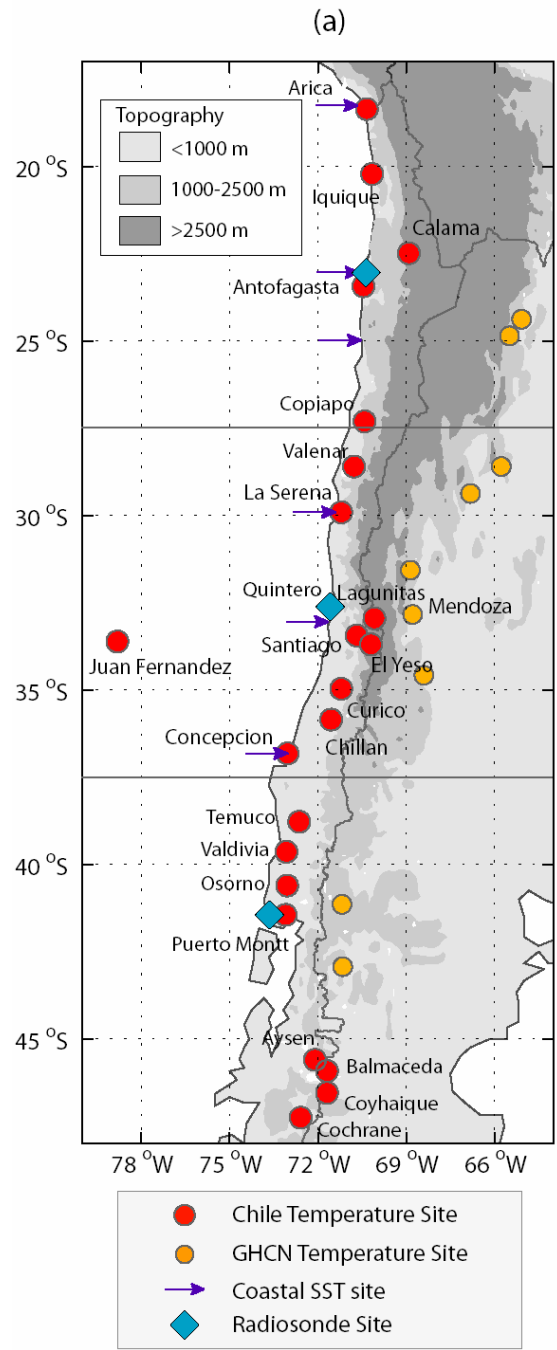 (a)
Arica
Topography
<1000 m
1000-2500 m
>2500 m
20 °S
Iquique
Calama
Antofagasta
25 °S
Copiapo
Valenar
La Serena
30 °S
Quintero
Lagunitas
Mendoza
Santiago
El Yeso
Juan Fernandez
35 °S
Curico
Concepcion
Chillan
Temuco
Valdivia
40 °S
Osorno
Puerto Montt
45 °S
Aysen
Balmaceda
Coyhaique
Cochrane
78 °W 75 °W 72 °W 69 °W 66 °W
Chile Temperature Site
GHCN Temperature Site
Coastal SST site
Radiosonde Site